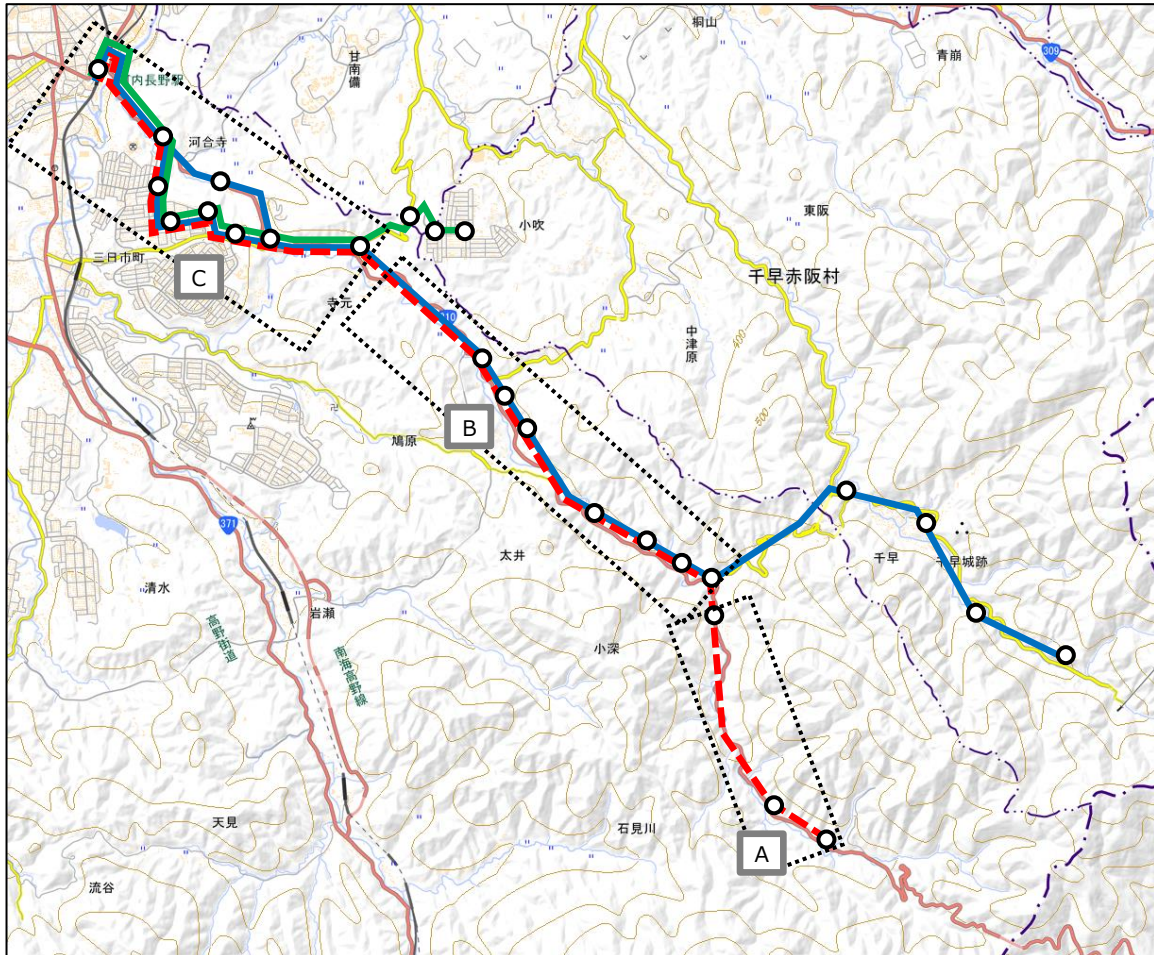 桐山
309
青崩
甘南備
内長野駅
河合寺
小吹
東阪
三日市町
C
千早赤阪村
寺元
310
中津原
400
B
500
鳩原
371
太井
千早
千早城跡
清水
岩瀬
高野街道
南海高野線
小深
天見
石見川
A
流谷